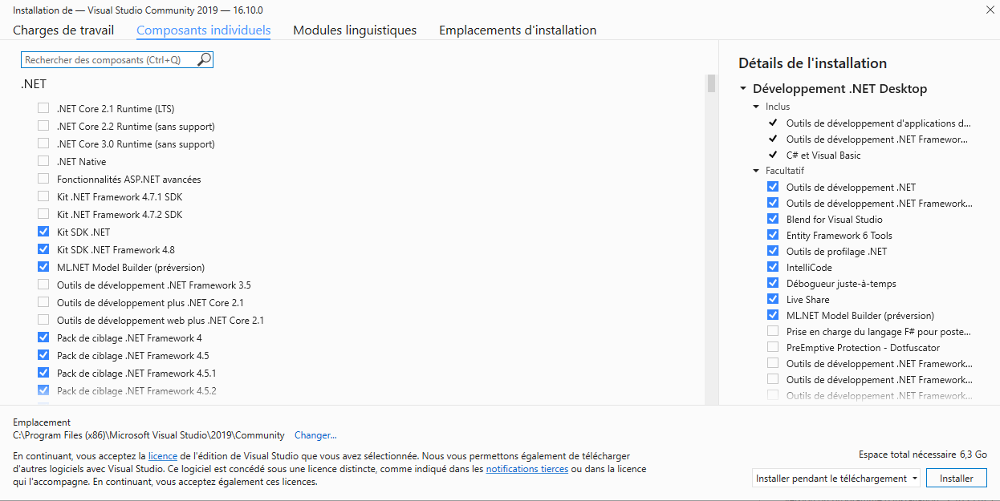 Installation de — Visual Studio Community 2019 — 16.10.0
Charges de travail
Composants individuels
Modules linguistiques
Emplacements d'installation
Rechercher des composants (Ctrl+Q)
.NET
.NET Core 2.1 Runtime (LTS)
.NET Core 2.2 Runtime (sans support)
.NET Core 3.0 Runtime (sans support)
.NET Native
Fonctionnalités ASP.NET avancées
Kit .NET Framework 4.7.1 SDK
Kit .NET Framework 4.7.2 SDK
Kit SDK .NET
Kit SDK .NET Framework 4.8
ML.NET Model Builder (préversion)
Outils de développement .NET Framework 3.5
Outils de développement plus .NET Core 2.1
Outils de développement web plus .NET Core 2.1
Pack de ciblage .NET Framework 4
Pack de ciblage .NET Framework 4.5
Pack de ciblage .NET Framework 4.5.1
Pack de ciblage .NET Framework 4.5.2
Détails de l'installation
Développement .NET Desktop
Inclus
Outils de développement d'applications d...
Outils de développement .NET Framewor...
C# et Visual Basic
Facultatif
Outils de développement .NET
Outils de développement .NET Framework...
Blend for Visual Studio
Entity Framework 6 Tools
Outils de profilage .NET
IntelliCode
Débogueur juste-à-temps
Live Share
ML.NET Model Builder (préversion)
Prise en charge du langage F# pour poste...
PreEmptive Protection - Dotfuscator
Outils de développement .NET Framework...
Outils de développement .NET Framework...
Outils de développement .NET Framework...
Emplacement
C:\Program Files (x86)\Microsoft Visual Studio\2019\Community Changer...
En continuant, vous acceptez la licence de l'édition de Visual Studio que vous avez sélectionnée. Nous vous permettons également de télécharger
d'autres logiciels avec Visual Studio. Ce logiciel est concédé sous une licence distincte, comme indiqué dans les notifications tierces ou dans la licence
qui l'accompagne. En continuant, vous acceptez également ces licences.
Espace total nécessaire 6,3 Go
Installer pendant le téléchargement
Installer